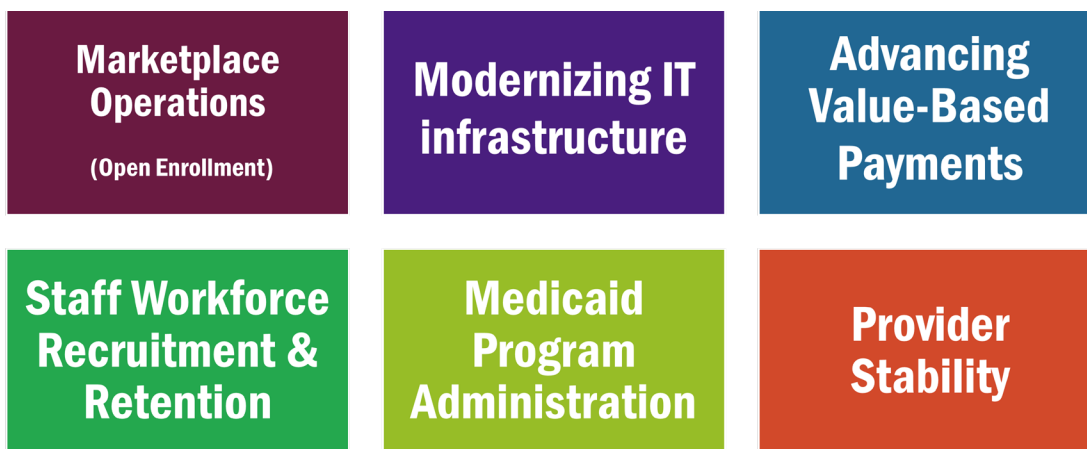 Marketplace
Operations
(Open Enrollment)
Modernizing IT
infrastructure
Advancing
Value-Based
Payments
Staff Workforce
Recruitment &
Retention
Medicaid
Program
Administration
Provider
Stability